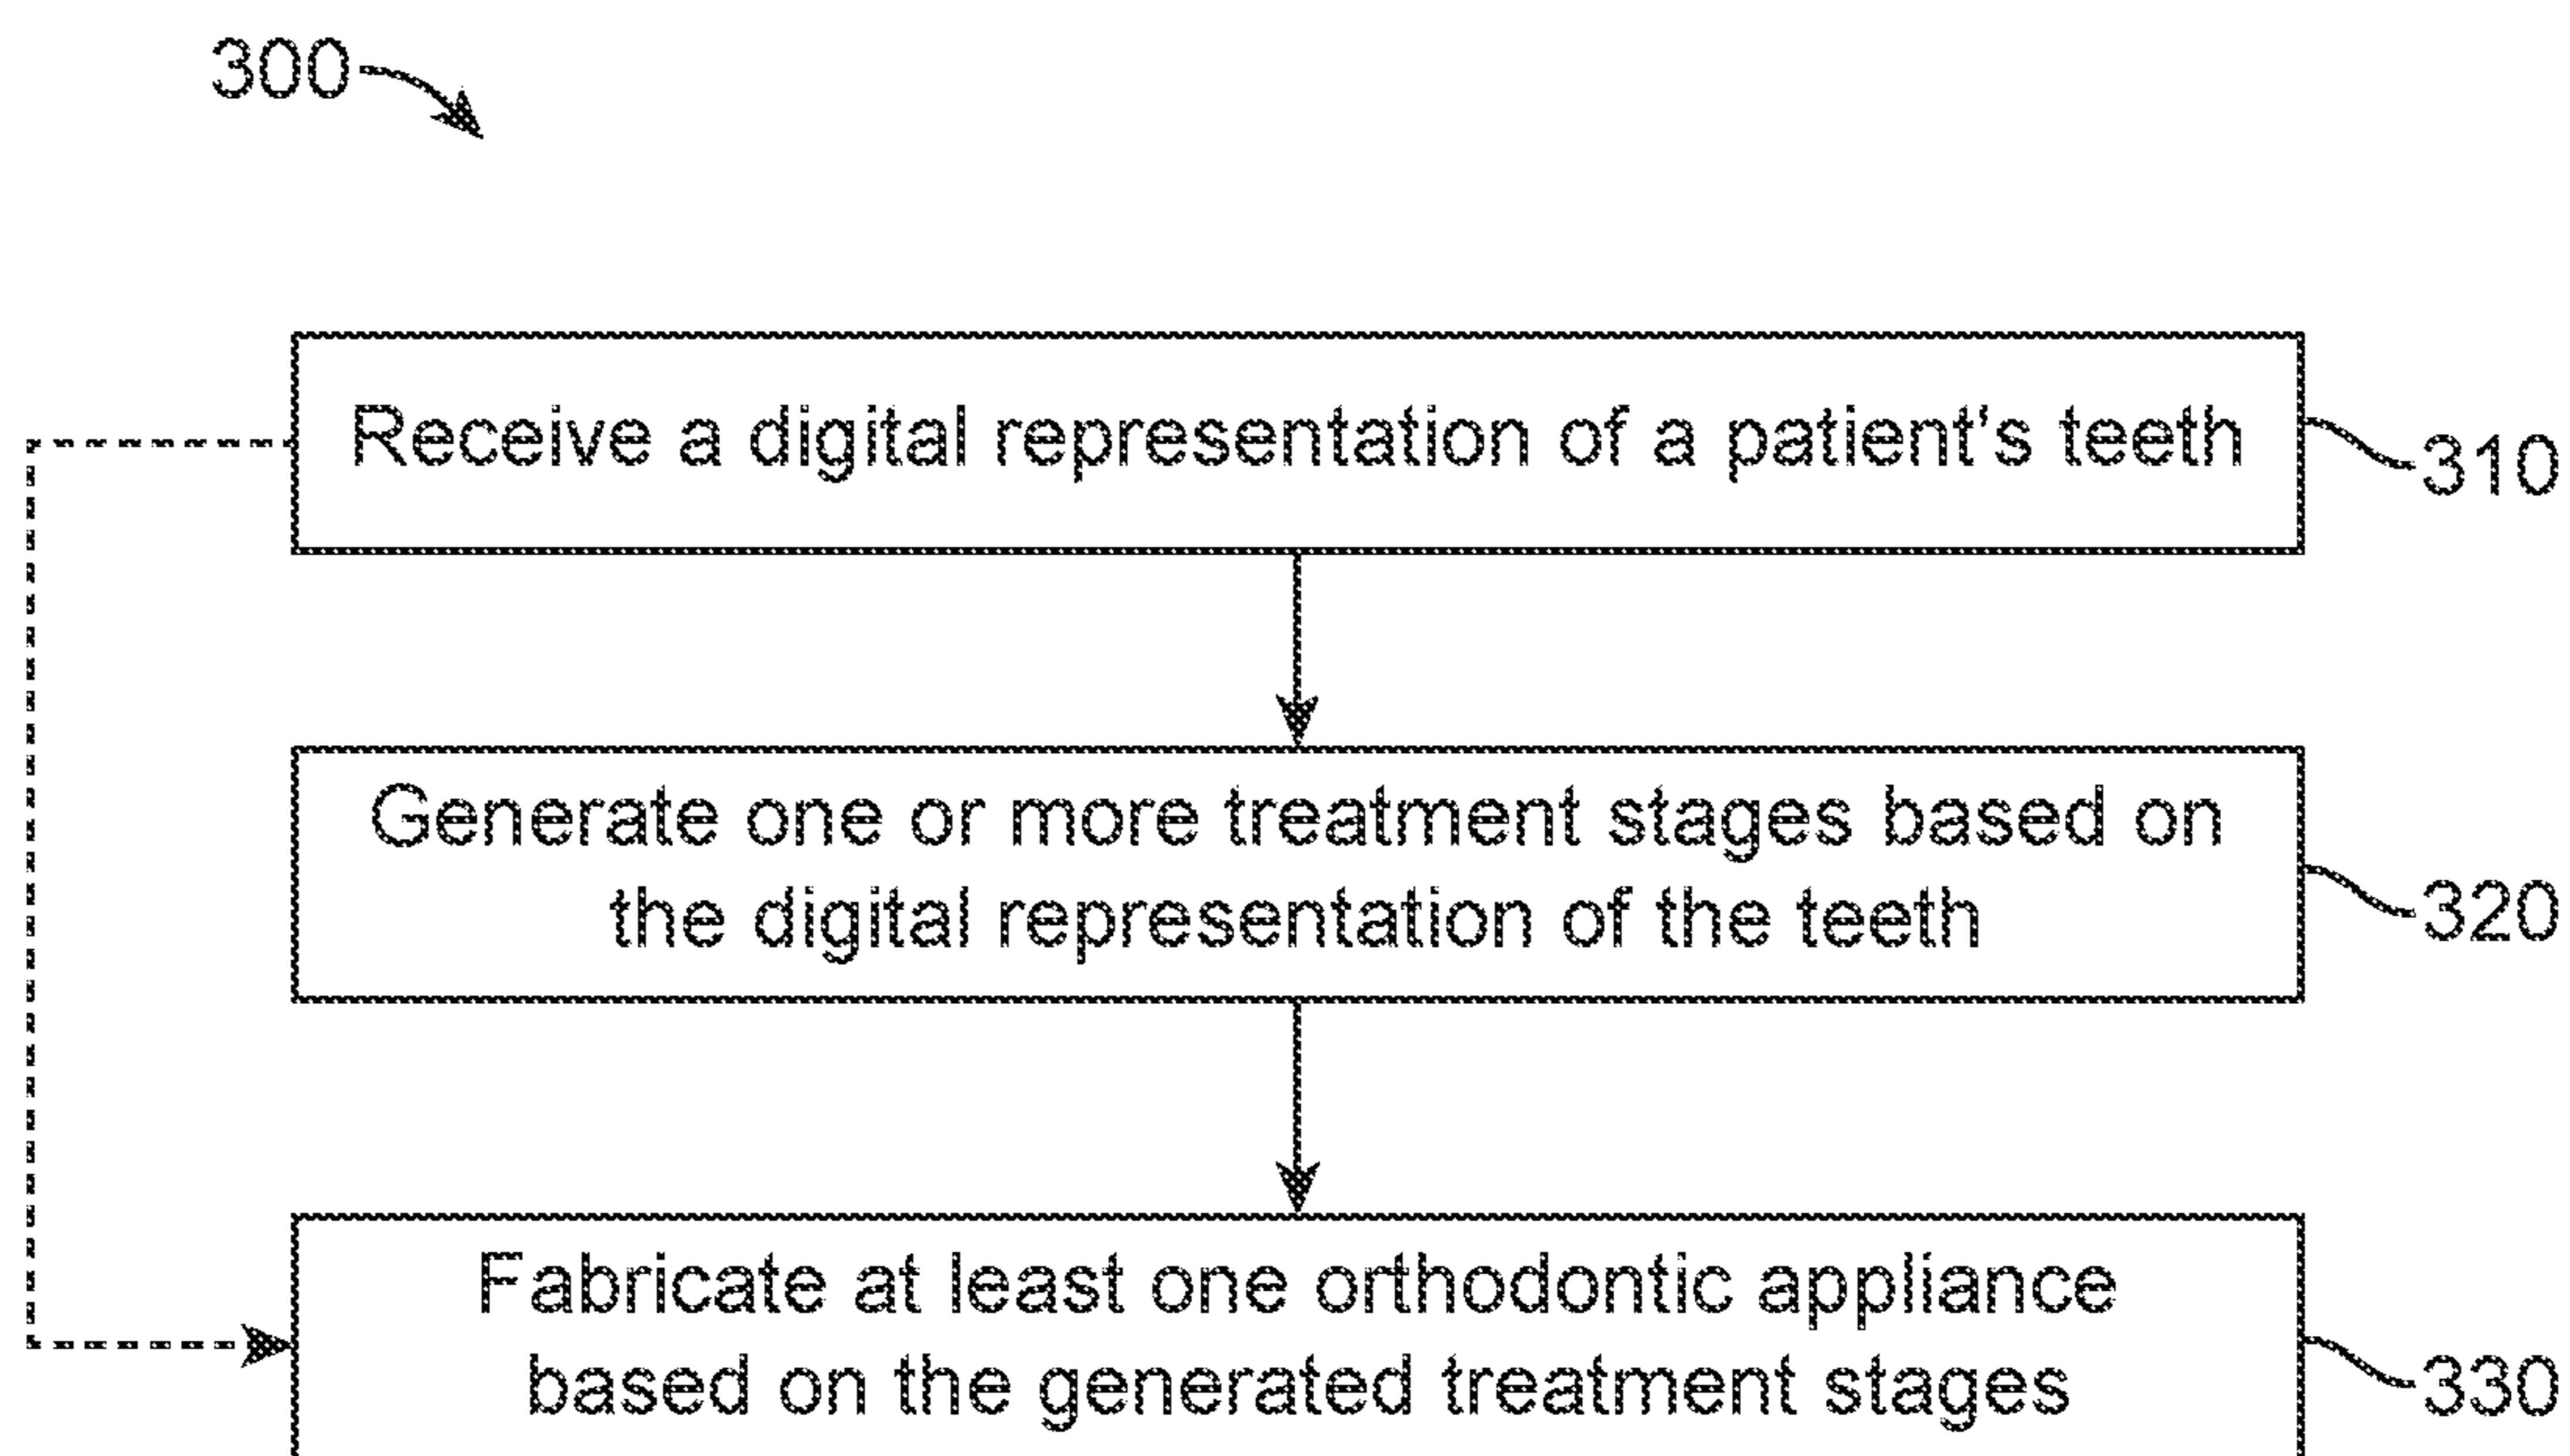 300
Receive a digital representation of a patient's teeth
310
Generate one or more treatment stages based on
the digital representation of the teeth
320
Fabricate at least one orthodontic appliance
based on the generated treatment stages
330